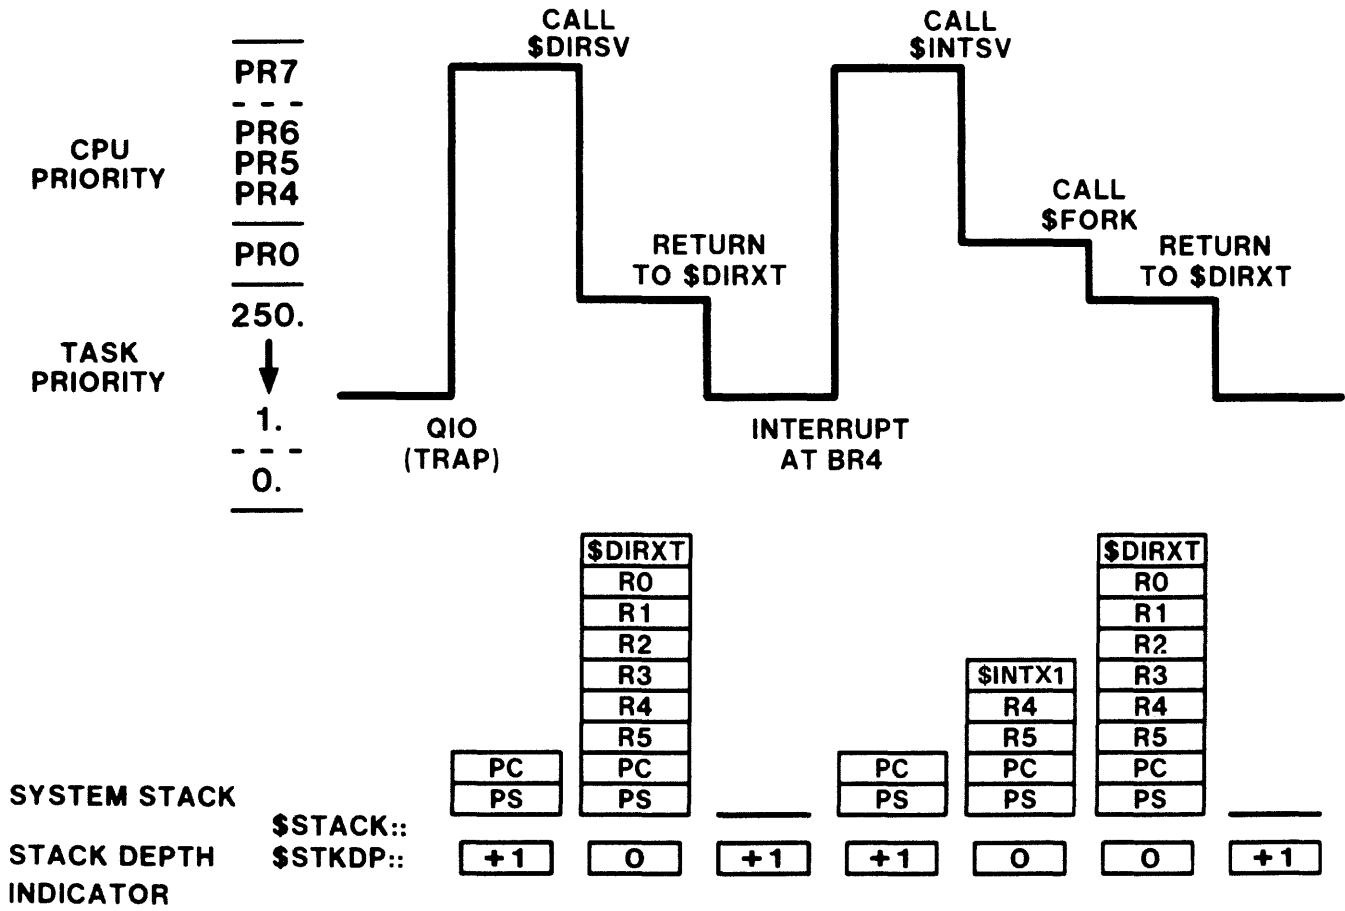 CALL
$DIRSV
CALL
$INTSV
PR7
PR6
PR5
PR4
CPU
PRIORITY
CALL
$FORK
PR0
RETURN
TO $DIRXT
RETURN
TO $DIRXT
250.
TASK
PRIORITY
1.
0.
QIO
(TRAP)
INTERRUPT
AT BR4
$DIRXT
R0
R1
R2
R3
R4
R5
PC
PS
PC
PS
PC
PS
$INTX1
R4
R5
PC
PS
$DIRXT
R0
R1
R2
R3
R4
R5
PC
PS
SYSTEM STACK
$STACK::
STACK DEPTH
INDICATOR
$STKDP::
+1
0
+1
+1
0
0
+1